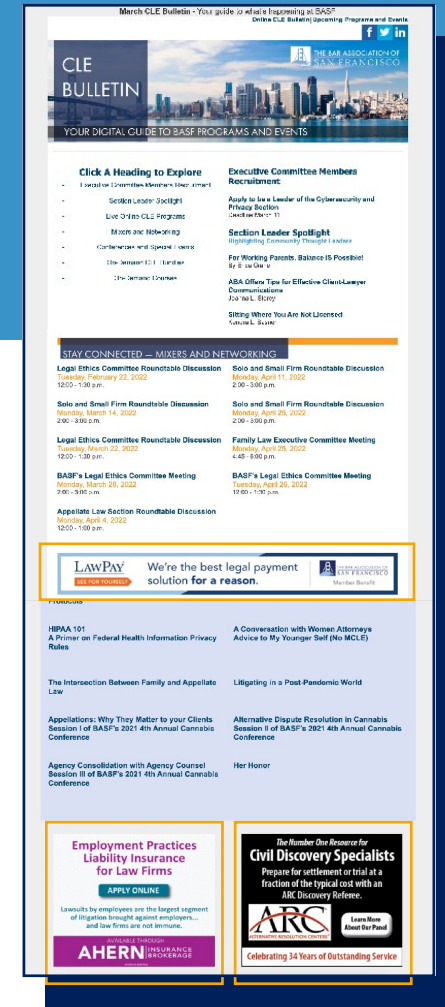 March CLE Bulletin - Your guide to what's happening at BASF
Online CLE Bulletin|Upcoming Programs and Events
f in
THE BAR ASSOCIATION OF
SAN FRANCISCO
CLE
BULLETIN
YOUR DIGITAL GUIDE TO BASF PROGRAMS AND EVENTS
Click A Heading to Explore
- Executive Committee Members Recruitment
- Section Leader Spotlight
- Live Online CLE Programs
- Mixers and Networking
- Conferences and Special Events
- On-Demand CLE Bundles
- On-Demand Courses
Executive Committee Members
Recruitment
Apply to be a Leader of the Cybersecurity and
Privacy Section
Deadline March 11
Section Leader Spotlight
Highlighting Community Thought Leaders
For Working Parents, Balance IS Possible!
By
ABA Offers Tips for Effective Client-Lawyer
Communications
Joanna L. Storey
Sitting Where You Are Not Licensed
STAY CONNECTED — MIXERS AND NETWORKING
Legal Ethics Committee Roundtable Discussion
Tuesday, February 22, 2022
12:00 - 1:30 p.m.
Solo and Small Firm Roundtable Discussion
Monday, April 11, 2022
2:00 - 3:00 p.m.
Solo and Small Firm Roundtable Discussion
Monday, March 14, 2022
2:00 - 3:00 p.m.
Solo and Small Firm Roundtable Discussion
Monday, April 25, 2022
2:00 - 3:00 p.m.
Legal Ethics Committee Roundtable Discussion
Tuesday, March 22, 2022
12:00 - 1:30 p.m.
Family Law Executive Committee Meeting
Monday, April 25, 2022
4:45 - 6:00 p.m.
BASF's Legal Ethics Committee Meeting
Monday, March 28, 2022
2:00 - 3:00 p.m.
BASF's Legal Ethics Committee Meeting
Tuesday, April 26, 2022
12:00 - 1:30 p.m.
Appellate Law Section Roundtable Discussion
Monday, April 4, 2022
12:00 - 1:00 p.m.
LAWPAY
SEE FOR YOURSELF
We're the best legal payment
solution for a reason.
THE BAR ASSOCIATION OF
SAN FRANCISCO
Member Benefit
Protocols
HIPAA 101
A Primer on Federal Health Information Privacy
Rules
A Conversation with Women Attorneys
Advice to My Younger Self (No MCLE)
The Intersection Between Family and Appellate
Law
Litigating in a Post-Pandemic World
Appellations: Why They Matter to your Clients
Session I of BASF's 2021 4th Annual Cannabis
Conference
Alternative Dispute Resolution in Cannabis
Session II of BASF's 2021 4th Annual Cannabis
Conference
Agency Consolidation with Agency Counsel
Session III of BASF's 2021 4th Annual Cannabis
Conference
Her Honor
Employment Practices
Liability Insurance
for Law Firms
APPLY ONLINE
Lawsuits by employees are the largest segment
of litigation brought against employers...
and law firms are not immune.
AVAILABLE THROUGH
AHERN INSURANCE
BROKERAGE
The Number One Resource for
Civil Discovery Specialists
Prepare for settlement or trial at a
fraction of the typical cost with an
ARC Discovery Referee.
ARC
ALTERNATIVE RESOLUTION CENTERS
Learn More
About Our Panel
Celebrating 34 Years of Outstanding Service